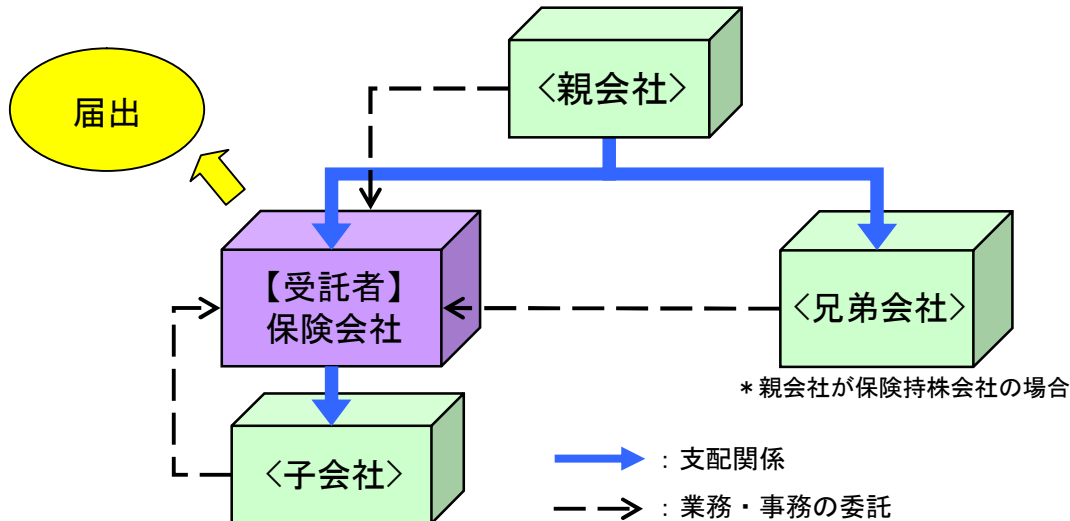 届出
〈親会社〉
【受託者】
保険会社
〈兄弟会社〉
＊親会社が保険持株会社の場合
〈子会社〉
：支配関係
：業務・事務の委託